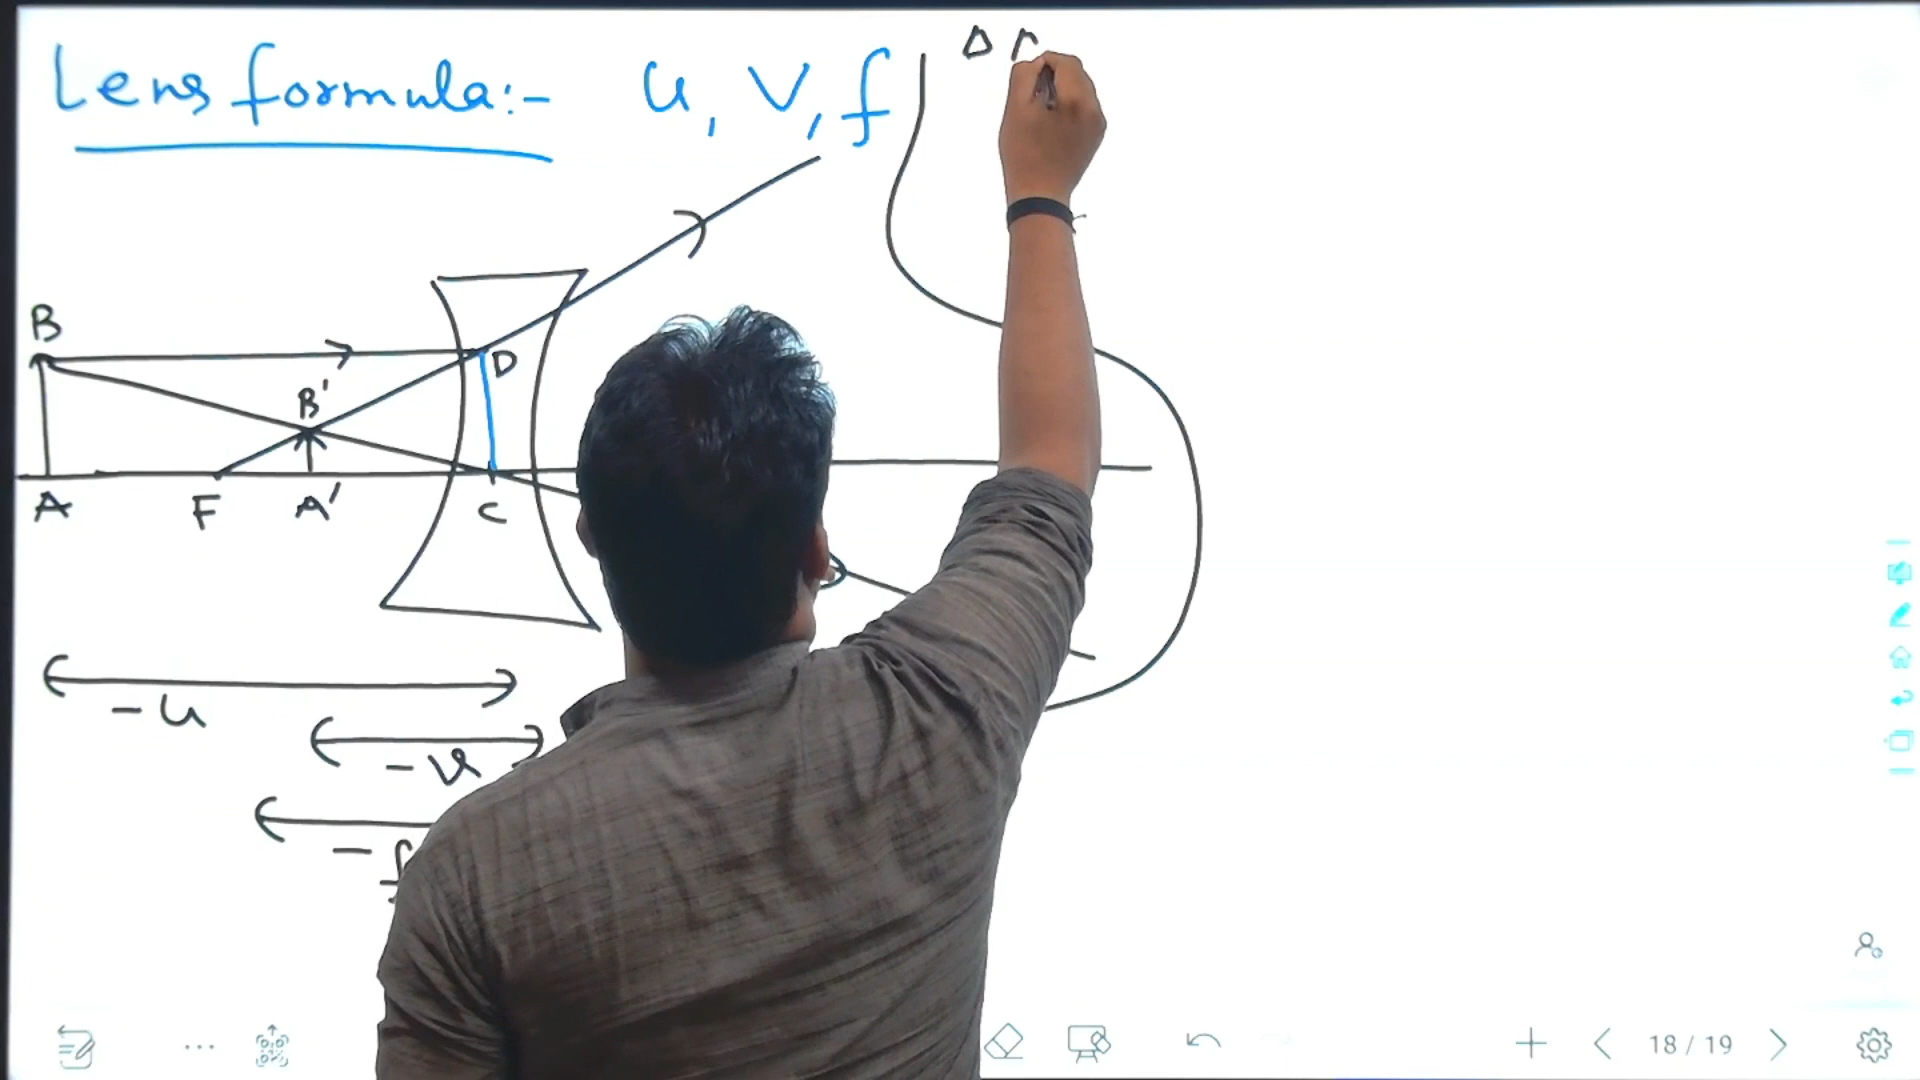 Lens formula:- u, v, f
Δ
B
D
B'
A F A' C
-u
-v
-f
18 / 19